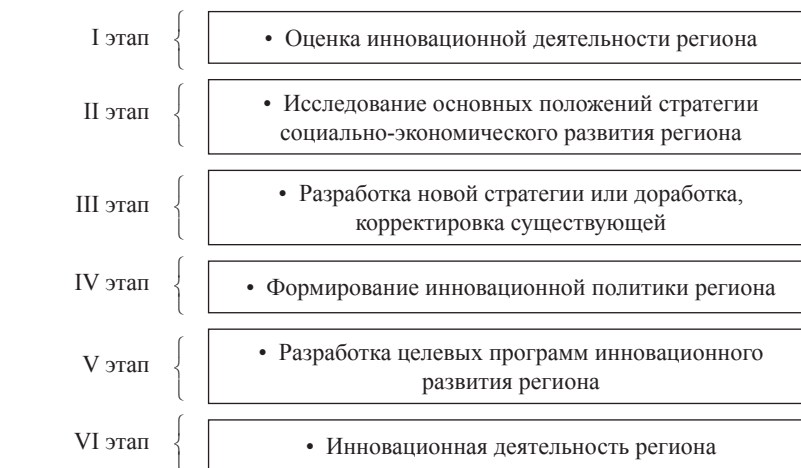 I этап
• Оценка инновационной деятельности региона
II этап
• Исследование основных положений стратегии
социально-экономического развития региона
III этап
• Разработка новой стратегии или доработка,
корректировка существующей
IV этап
• Формирование инновационной политики региона
V этап
• Разработка целевых программ инновационного
развития региона
VI этап
• Инновационная деятельность региона